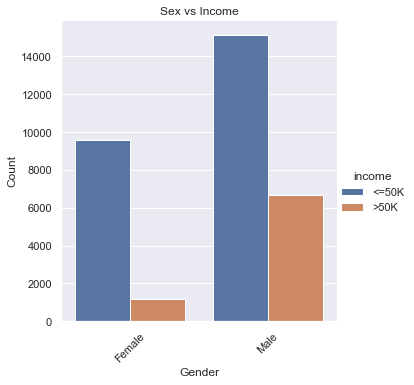 Sex vs Income
14000
12000
10000
8000
6000
4000
2000
0
Count
Female
Male
Gender
income
<=50K
>50K